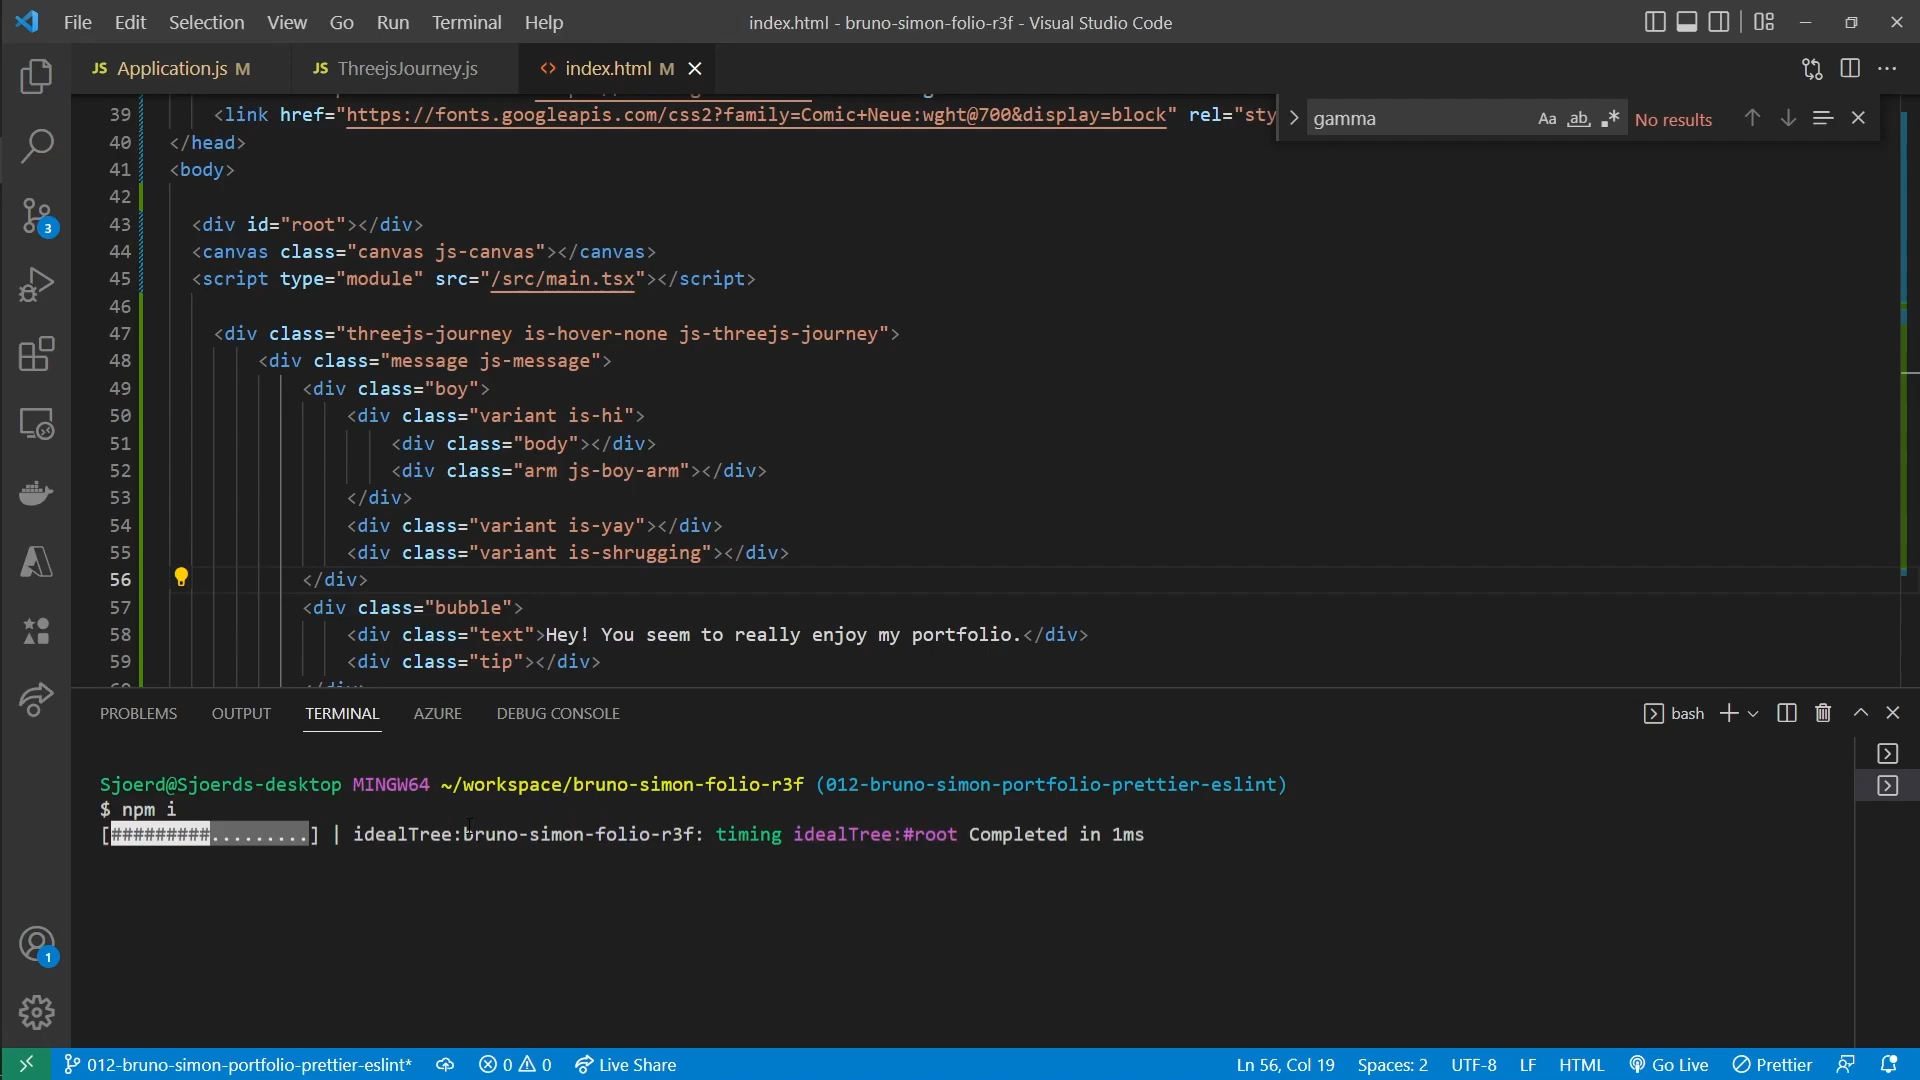 File Edit Selection View Go Run Terminal Help
index.html - bruno-simon-folio-r3f - Visual Studio Code
JS Application.js M
JS ThreejsJourney.js
<> index.html M
gamma
Aa ab
No results
39 <link href="https://fonts.googleapis.com/css2?family=Comic+Neue:wght@700&display=block" rel="sty
40 </head>
41 <body>
42
43 <div id="root"></div>
44 <canvas class="canvas js-canvas"></canvas>
45 <script type="module" src="/src/main.tsx"></script>
46
47 <div class="threejs-journey is-hover-none js-threejs-journey">
48 <div class="message js-message">
49 <div class="boy">
50 <div class="variant is-hi">
51 <div class="body"></div>
52 <div class="arm js-boy-arm"></div>
53 </div>
54 <div class="variant is-yay"></div>
55 <div class="variant is-shrugging"></div>
56 </div>
57 <div class="bubble">
58 <div class="text">Hey! You seem to really enjoy my portfolio.</div>
59 <div class="tip"></div>
3
1
PROBLEMS OUTPUT TERMINAL AZURE DEBUG CONSOLE
bash
Sjoerd@Sjoerds-desktop MINGW64 ~/workspace/bruno-simon-folio-r3f (012-bruno-simon-portfolio-prettier-eslint)
$ npm i
[#########.........] | idealTree:bruno-simon-folio-r3f: timing idealTree:#root Completed in 1ms
012-bruno-simon-portfolio-prettier-eslint* 0 0 Live Share
Ln 56, Col 19 Spaces: 2 UTF-8 LF HTML Go Live Prettier